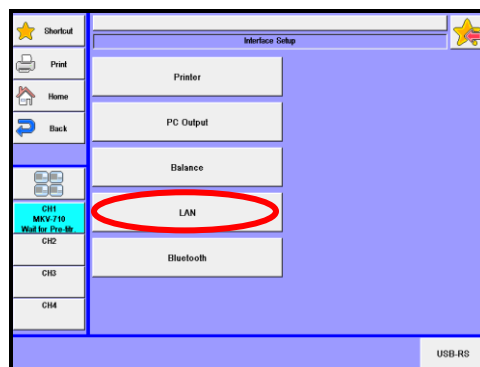 Shortcut
Interface Setup
Print
Home
Back
Printer
PC Output
Balance
LAN
Bluetooth
CH1
MKV-710
Wait for Pre-titr.
CH2
CH3
CH4
USB-RS